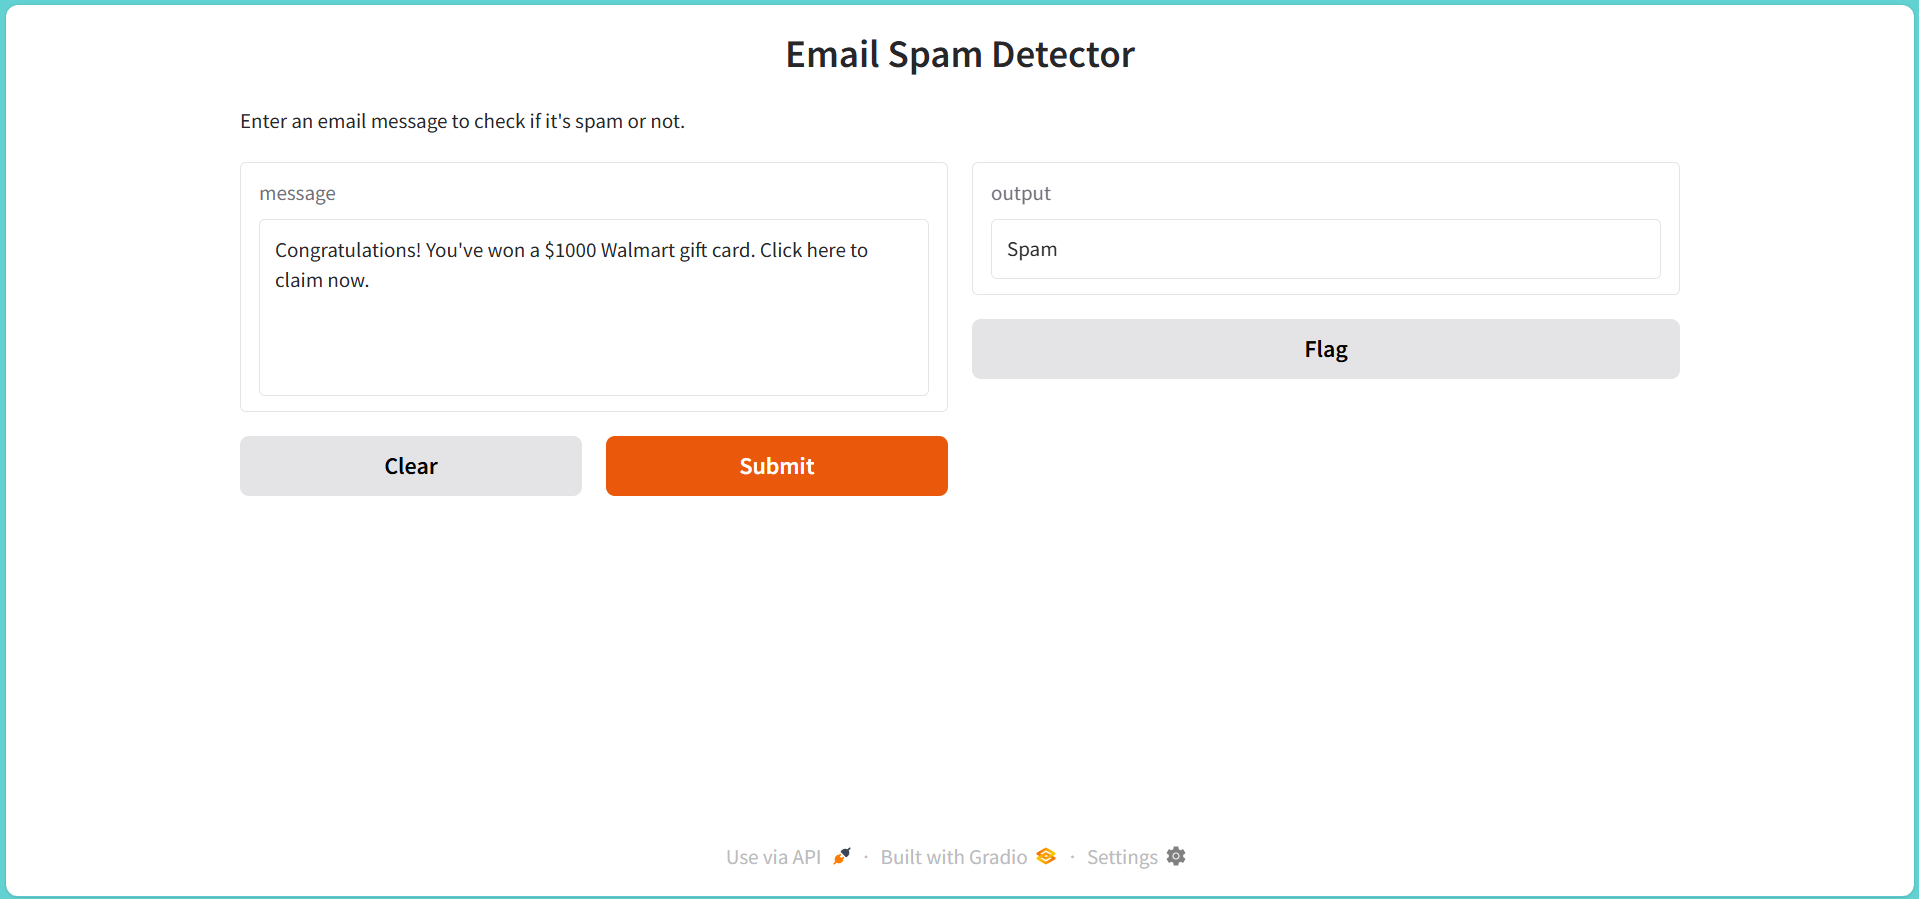 Email Spam Detector
Enter an email message to check if it's spam or not.
message
Congratulations! You've won a $1000 Walmart gift card. Click here to
claim now.
Clear
Submit
output
Spam
Flag
Use via API · Built with Gradio · Settings